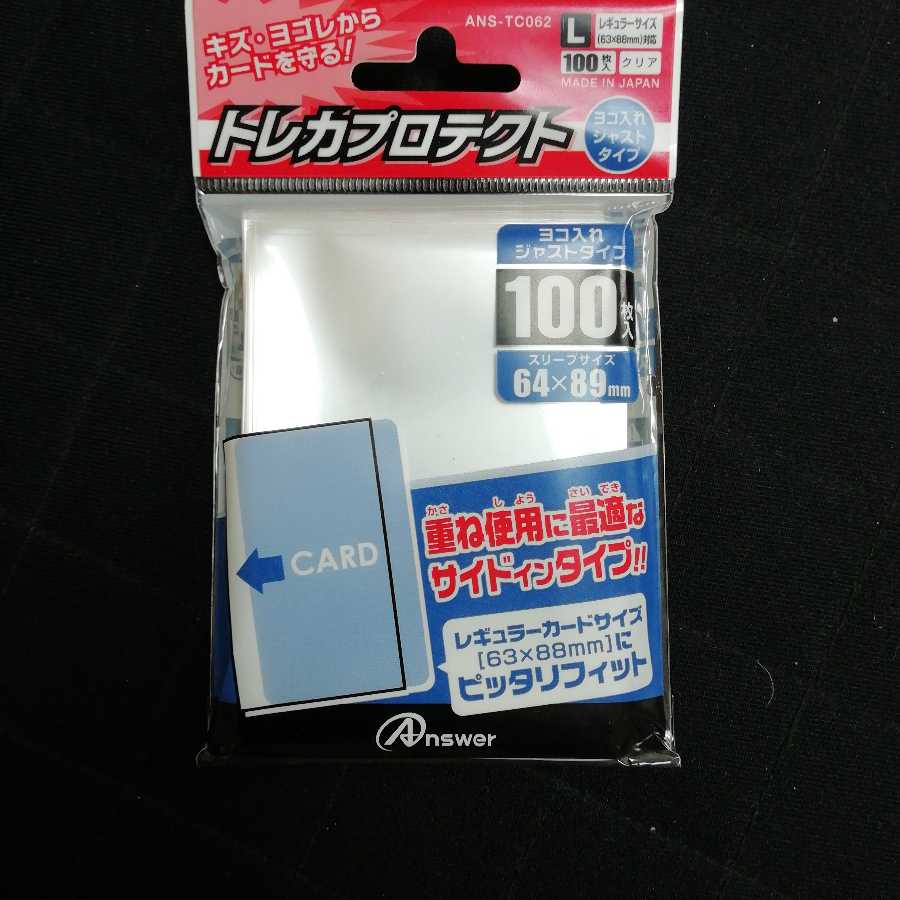 キズ・ヨゴレから
カードを守る!
ANS-TC062
L
レギュラーサイズ
(63×88mm)対応
100枚入
クリア
MADE IN JAPAN
トレカプロテクト
ヨコ入れ
ジャスト
タイプ
ヨコ入れ
ジャストタイプ
100枚入
スリーブサイズ
64×89mm
CARD
かさ しよう さいてき
重ね使用に最適な
サイドインタイプ!!
レギュラーカードサイズ
[63×88mm]に
ピッタリフィット
Answer